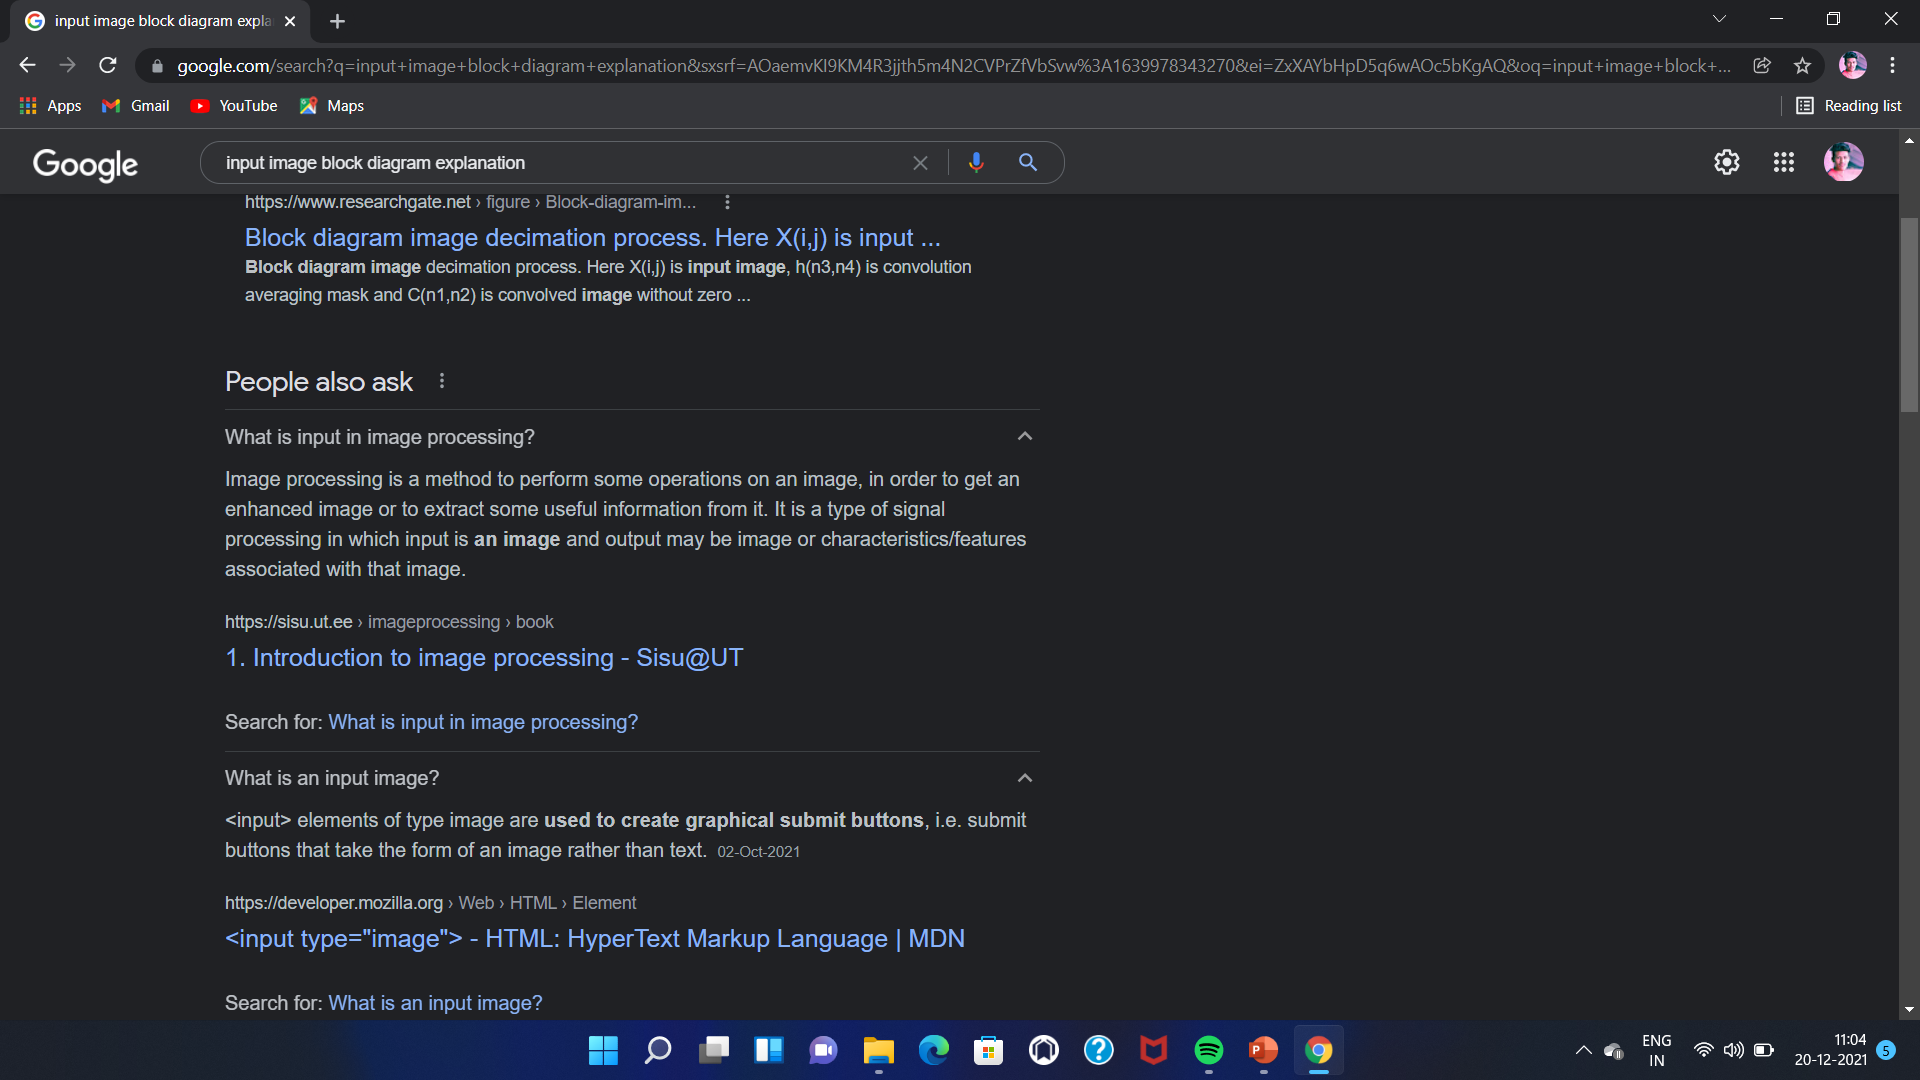 input image block diagram expla
google.com/search?q=input+image+block+diagram+explanation&sxsrf=AOaemvKI9KM4R3jjth5m4N2CVPrZfVbSvw%3A1639978343270&ei=ZxXAYbHpD5q6wAOc5bKgAQ&oq=input+image+block+...
Apps Gmail YouTube Maps Reading list
Google input image block diagram explanation
https://www.researchgate.net › figure › Block-diagram-im...
Block diagram image decimation process. Here X(i,j) is input ...
Block diagram image decimation process. Here X(i,j) is input image, h(n3,n4) is convolution
averaging mask and C(n1,n2) is convolved image without zero ...
People also ask
What is input in image processing?
Image processing is a method to perform some operations on an image, in order to get an
enhanced image or to extract some useful information from it. It is a type of signal
processing in which input is an image and output may be image or characteristics/features
associated with that image.
https://sisu.ut.ee › imageprocessing › book
1. Introduction to image processing - Sisu@UT
Search for: What is input in image processing?
What is an input image?
<input> elements of type image are used to create graphical submit buttons, i.e. submit
buttons that take the form of an image rather than text. 02-Oct-2021
https://developer.mozilla.org › Web › HTML › Element
<input type="image"> - HTML: HyperText Markup Language | MDN
Search for: What is an input image?
ENG
IN
11:04
20-12-2021
5